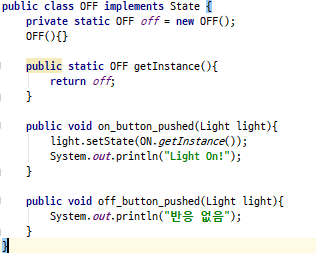 public class OFF implements State {
private static OFF off = new OFF();
OFF(){}
public static OFF getInstance(){
return off;
}
public void on_button_pushed(Light light){
light.setState(ON.getInstance());
System.out.println("Light On!");
}
public void off_button_pushed(Light light){
System.out.println("반응 없음");
}
}